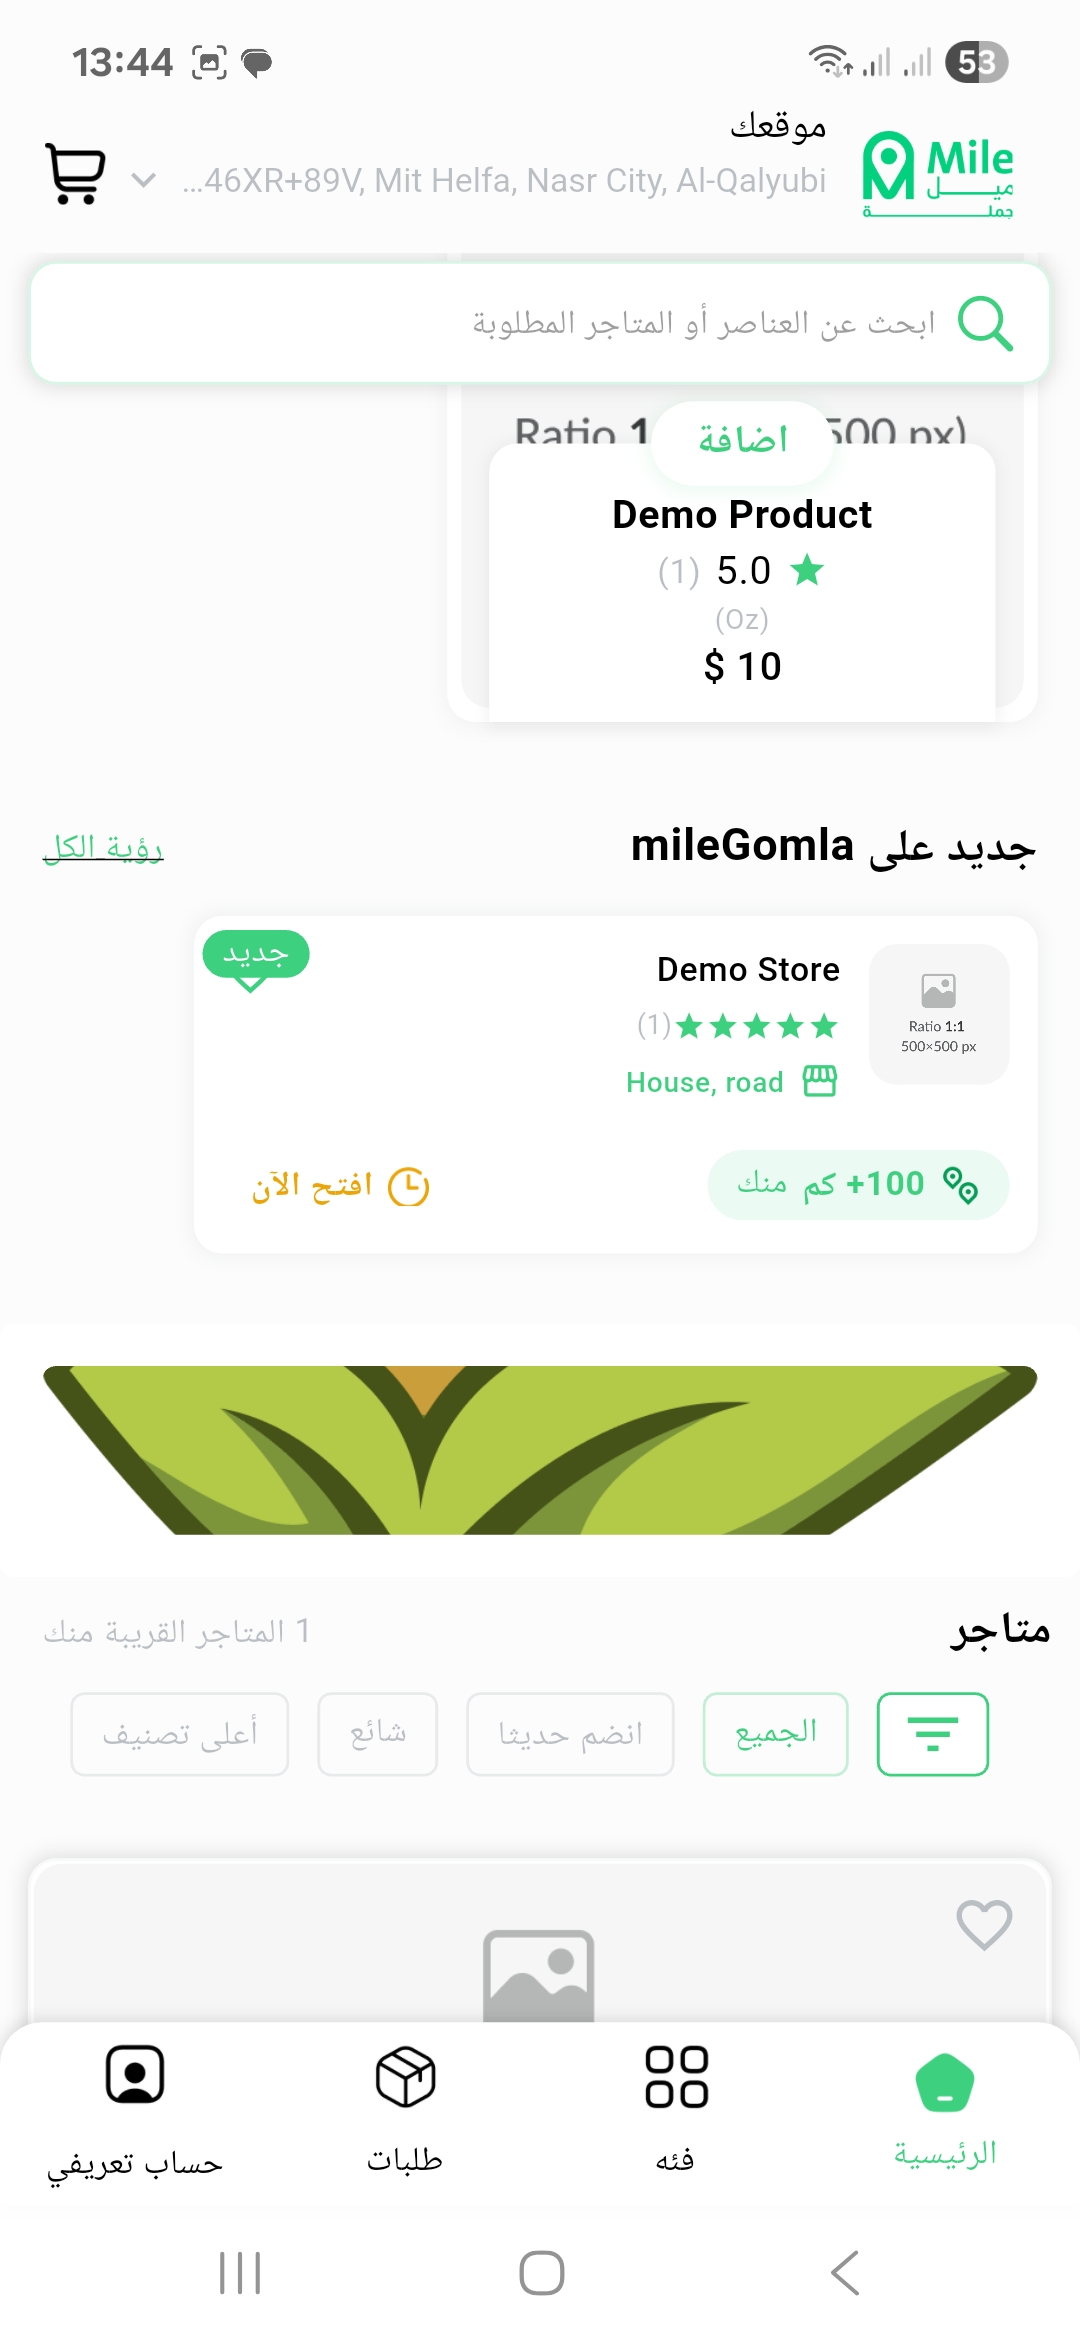 13:44
53
موقعك
46XR+89V, Mit Helfa, Nasr City, Al-Qalyubi...
Mile
ميل
جملة
ابحث عن العناصر أو المتاجر المطلوبة
Ratio 1 500 px)
اضافة
Demo Product
5.0 (1)
(Oz)
$ 10
جديد على mileGomla
رؤية الكل
جديد
Demo Store
(1)
House, road
Ratio 1:1
500×500 px
+100 كم منك
افتح الآن
متاجر
1 المتاجر القريبة منك
الجميع
انضم حديثا
شائع
أعلى تصنيف
الرئيسية
فئه
طلبات
حساب تعريفي